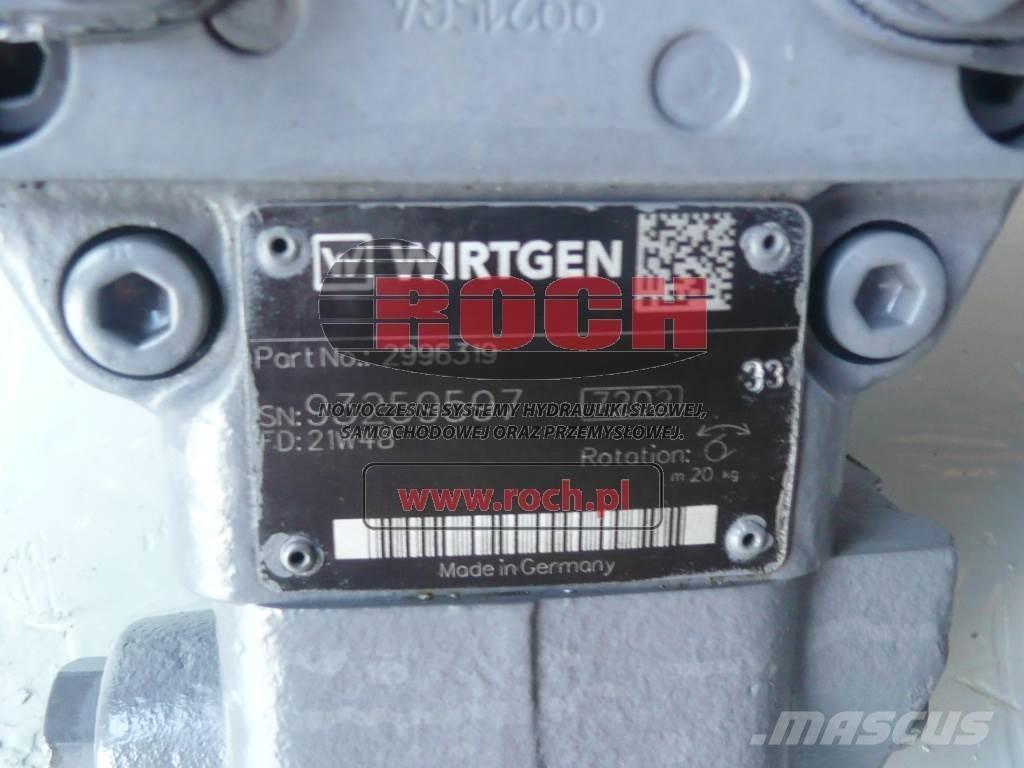 WIRTGEN
ROCH
Part No.: 2996319
33
SN: 93250507 7202
NOWOCZESNE SYSTEMY HYDRAULIKI SIŁOWEJ,
SAMOCHODOWEJ ORAZ PRZEMYSŁOWEJ.
FD: 21W48
Rotation:
m 20 kg
www.roch.pl
Made in Germany
MASCUS